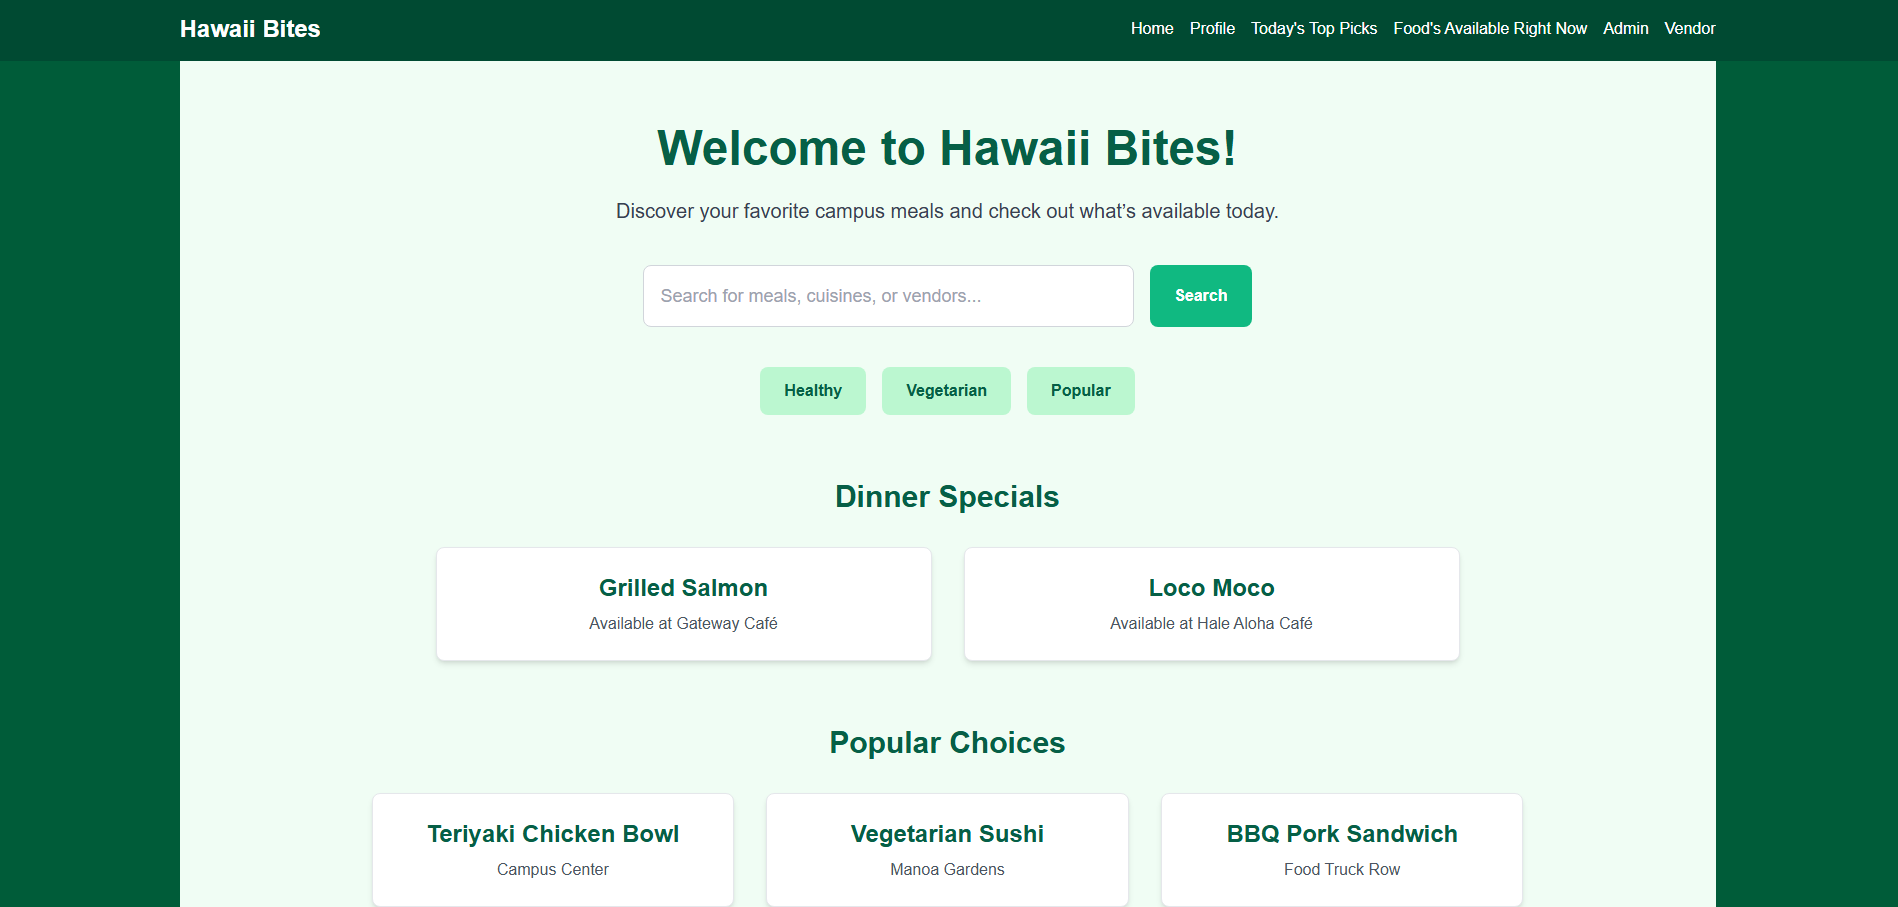 Hawaii Bites
Home Profile Today's Top Picks Food's Available Right Now Admin Vendor
Welcome to Hawaii Bites!
Discover your favorite campus meals and check out what’s available today.
Search for meals, cuisines, or vendors...
Search
Healthy
Vegetarian
Popular
Dinner Specials
Grilled Salmon
Available at Gateway Café
Loco Moco
Available at Hale Aloha Café
Popular Choices
Teriyaki Chicken Bowl
Campus Center
Vegetarian Sushi
Manoa Gardens
BBQ Pork Sandwich
Food Truck Row